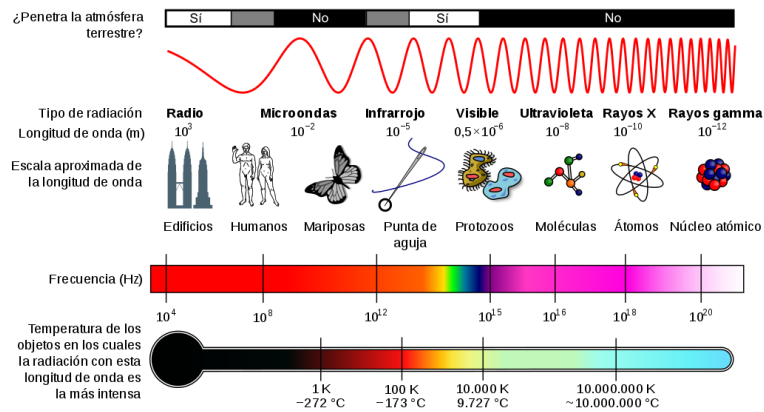 ¿Penetra la atmósfera
terrestre?
Sí No Sí No
Tipo de radiación Radio Microondas Infrarrojo Visible Ultravioleta Rayos X Rayos gamma
Longitud de onda (m) 10³ 10⁻² 10⁻⁵ 0,5×10⁻⁶ 10⁻⁸ 10⁻¹⁰ 10⁻¹²
Escala aproximada de
la longitud de onda
Edificios Humanos Mariposas Punta de
aguja Protozoos Moléculas Átomos Núcleo atómico
Frecuencia (Hz)
10⁴ 10⁸ 10¹² 10¹⁵ 10¹⁶ 10¹⁸ 10²⁰
Temperatura de los
objetos en los cuales
la radiación con esta
longitud de onda es
la más intensa
1 K 100 K 10.000 K 10.000.000 K
−272 °C −173 °C 9.727 °C ~10.000.000 °C